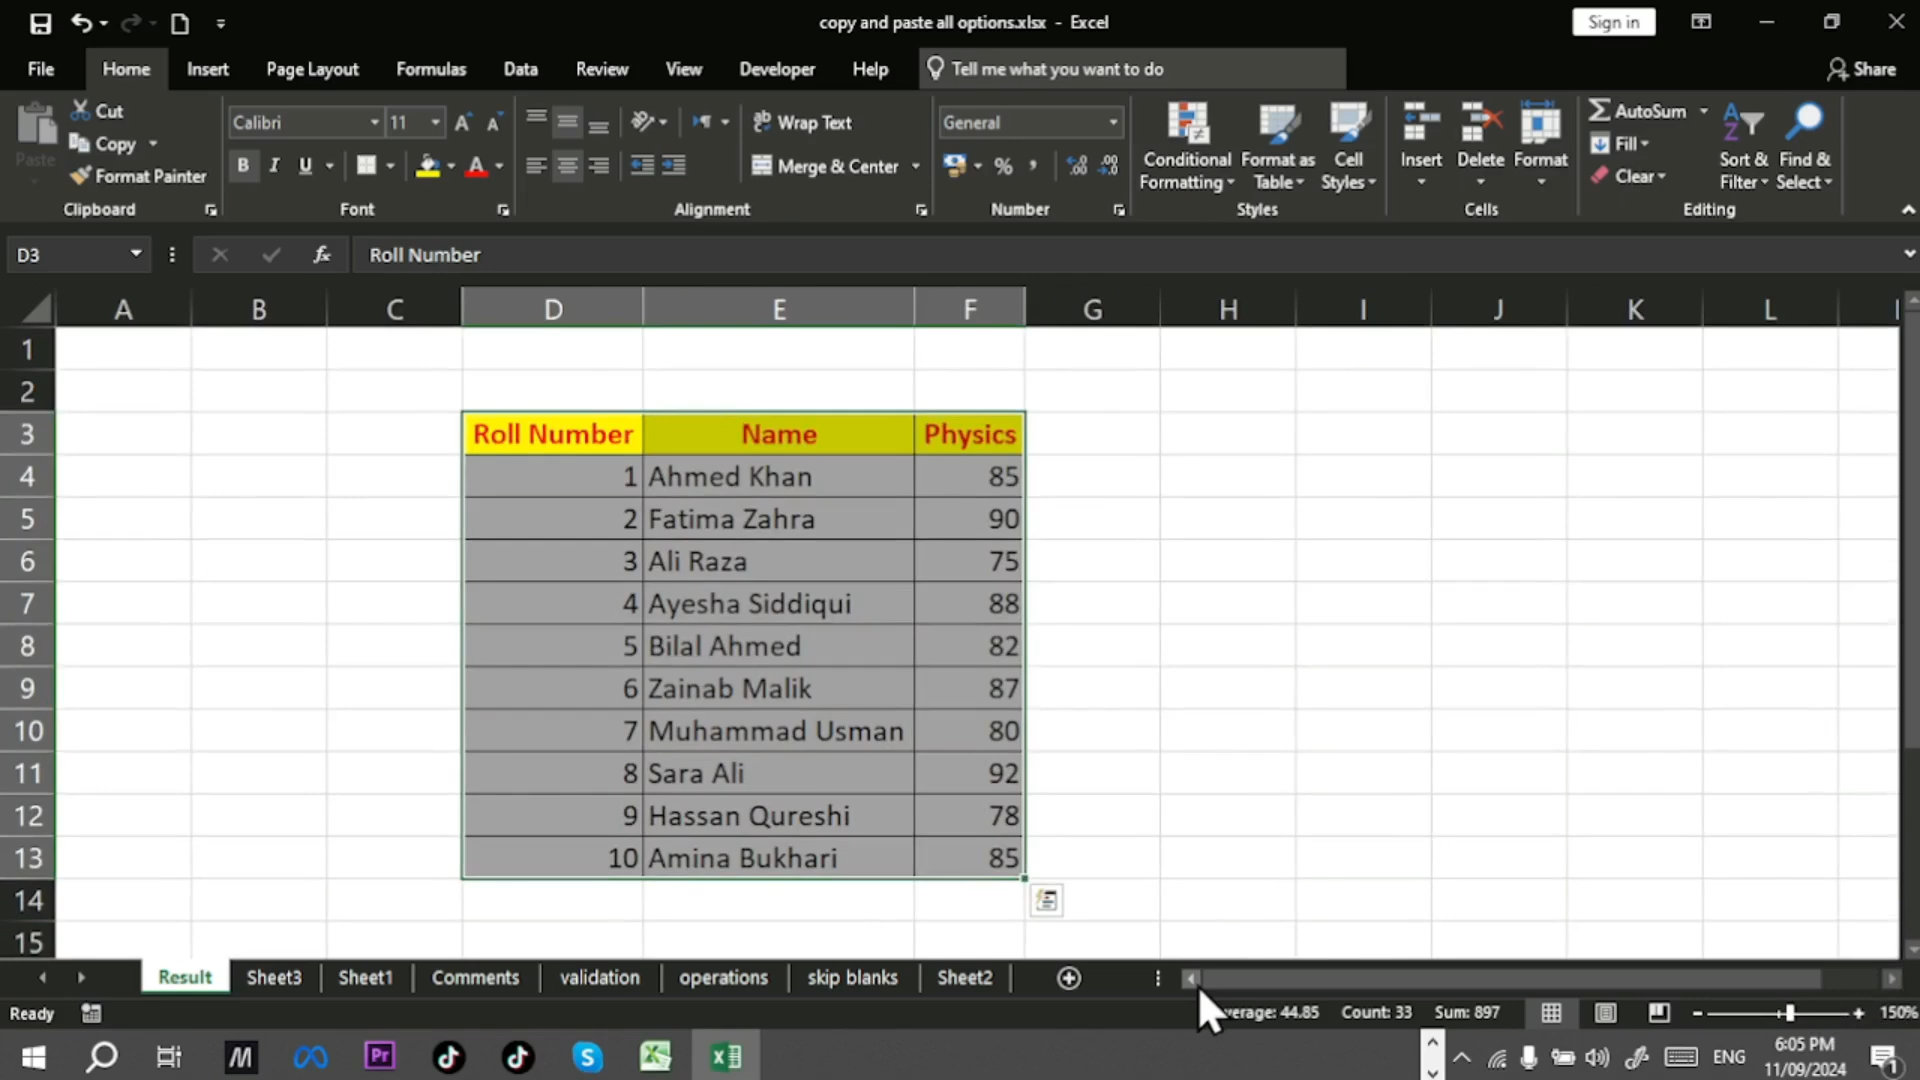 copy and paste all options.xlsx - Excel
Sign in
File Home Insert Page Layout Formulas Data Review View Developer Help Tell me what you want to do Share
Paste
Cut
Copy
Format Painter
Clipboard
Calibri 11
B I U
Font
Wrap Text
Merge & Center
Alignment
General
Number
Conditional Formatting
Format as Table
Cell Styles
Styles
Insert
Delete
Format
Cells
AutoSum
Fill
Clear
Sort & Filter
Find & Select
Editing
D3 fx Roll Number
A B C D E F G H I J K L
1
2
3 Roll Number Name Physics
4 1 Ahmed Khan 85
5 2 Fatima Zahra 90
6 3 Ali Raza 75
7 4 Ayesha Siddiqui 88
8 5 Bilal Ahmed 82
9 6 Zainab Malik 87
10 7 Muhammad Usman 80
11 8 Sara Ali 92
12 9 Hassan Qureshi 78
13 10 Amina Bukhari 85
14
15
Result Sheet3 Sheet1 Comments validation operations skip blanks Sheet2
Ready verage: 44.85 Count: 33 Sum: 897 150%
ENG 6:05 PM
11/09/2024